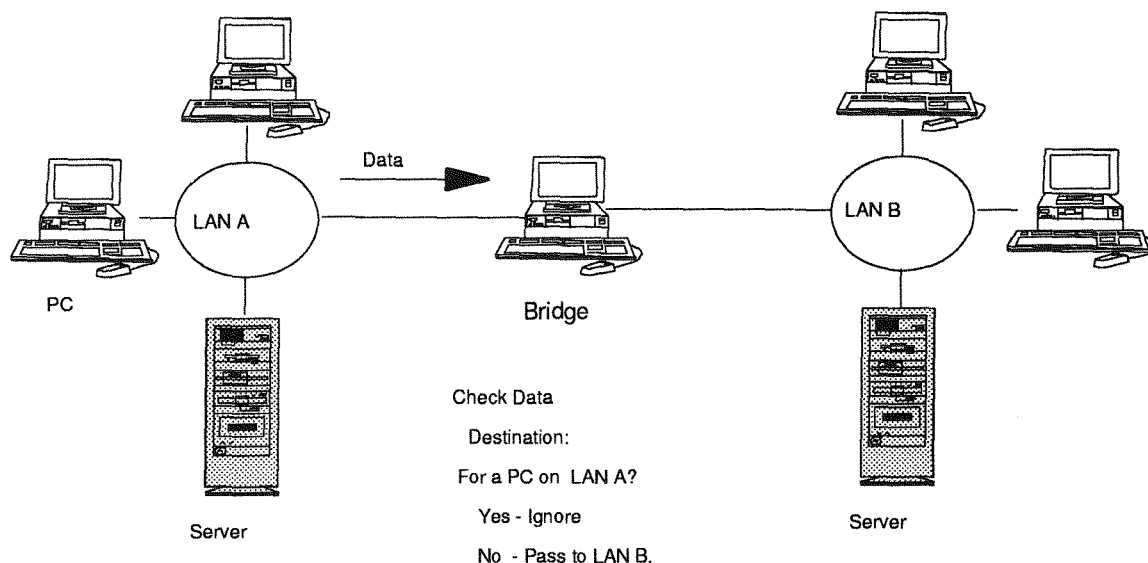 Data
LAN A
LAN B
PC
Bridge
Check Data
Destination:
For a PC on LAN A?
Yes - Ignore
No - Pass to LAN B.
Server
Server